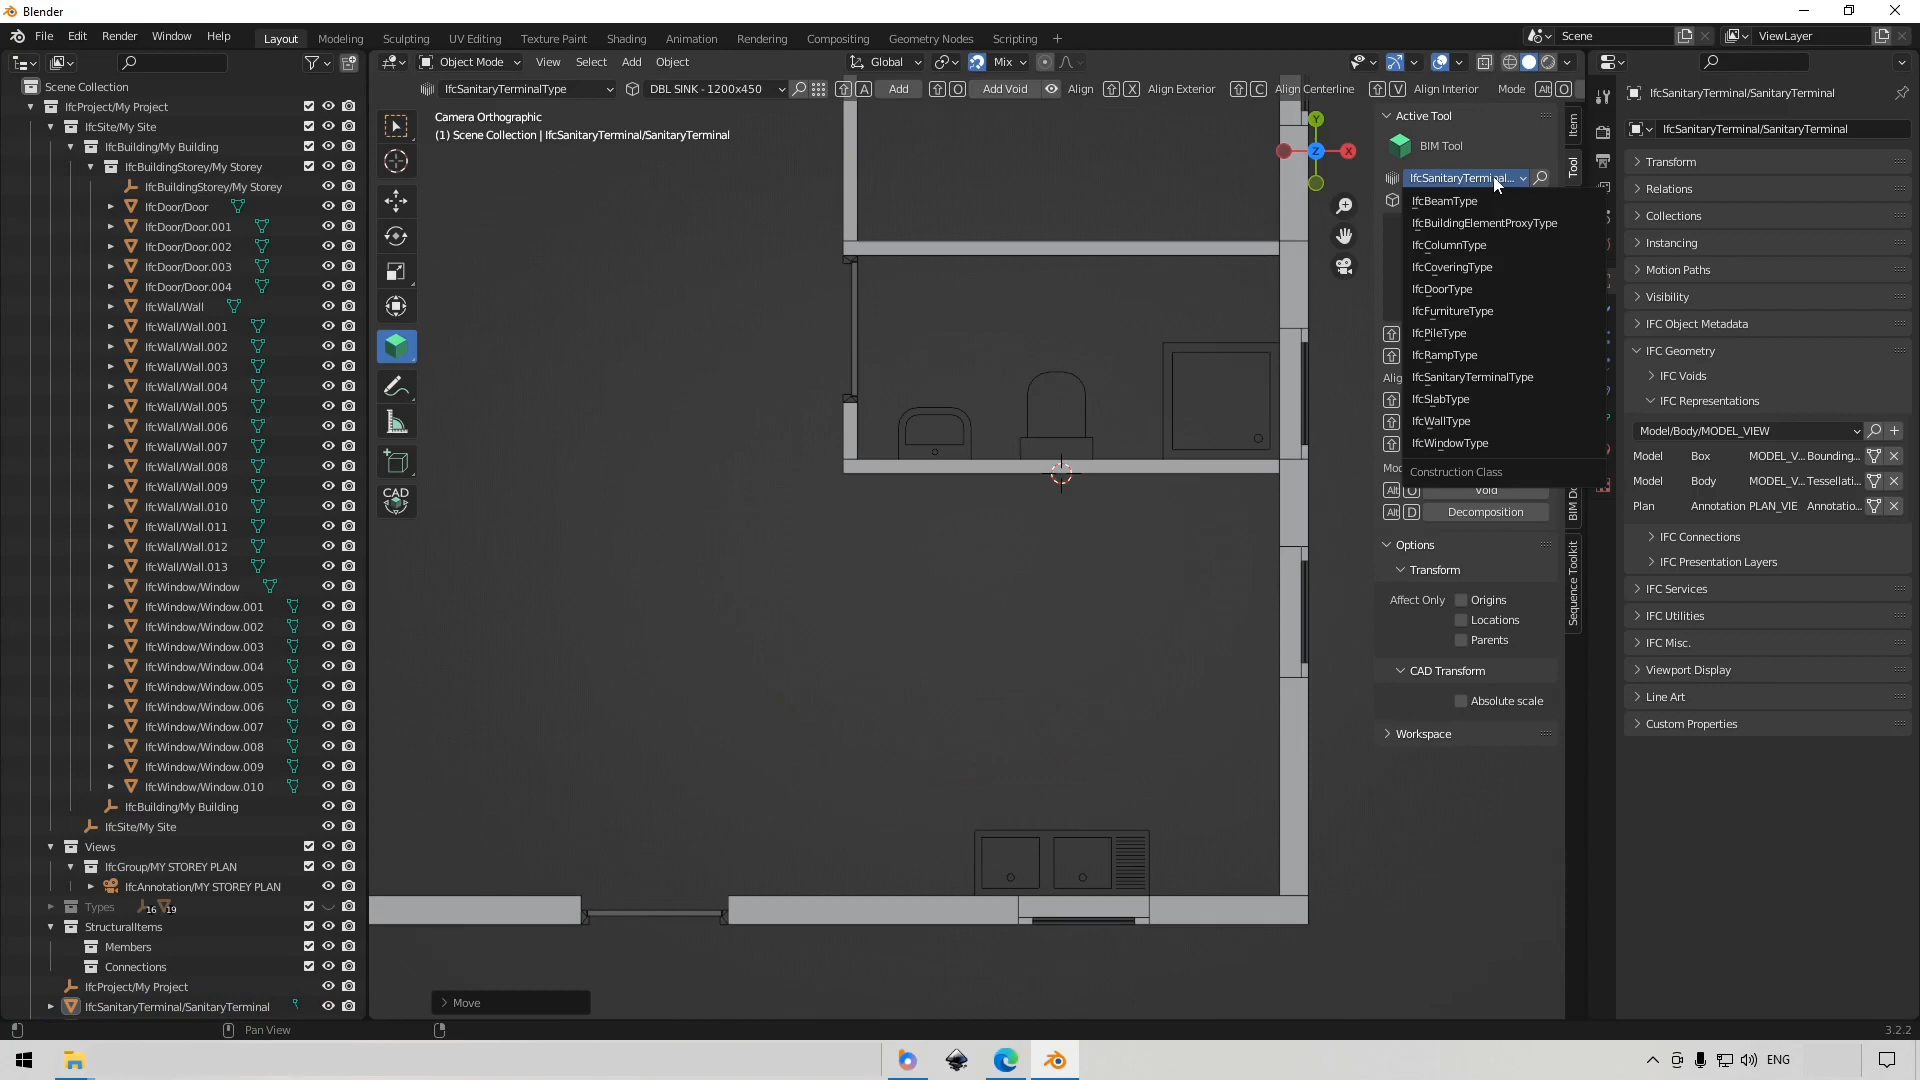 Blender
File Edit Render Window Help
Layout Modeling Sculpting UV Editing Texture Paint Shading Animation Rendering Compositing Geometry Nodes Scripting +
Scene
ViewLayer
Object Mode View Select Add Object
Global
Mix
IfcSanitaryTerminalType
DBL SINK - 1200x450
A Add
O Add Void
Align
X Align Exterior
C Align Centerline
V Align Interior
Mode
Alt O
Camera Orthographic
(1) Scene Collection | IfcSanitaryTerminal/SanitaryTerminal
Scene Collection
IfcProject/My Project
IfcSite/My Site
IfcBuilding/My Building
IfcBuildingStorey/My Storey
IfcBuildingStorey/My Storey
IfcDoor/Door
IfcDoor/Door.001
IfcDoor/Door.002
IfcDoor/Door.003
IfcDoor/Door.004
IfcWall/Wall
IfcWall/Wall.001
IfcWall/Wall.002
IfcWall/Wall.003
IfcWall/Wall.004
IfcWall/Wall.005
IfcWall/Wall.006
IfcWall/Wall.007
IfcWall/Wall.008
IfcWall/Wall.009
IfcWall/Wall.010
IfcWall/Wall.011
IfcWall/Wall.012
IfcWall/Wall.013
IfcWindow/Window
IfcWindow/Window.001
IfcWindow/Window.002
IfcWindow/Window.003
IfcWindow/Window.004
IfcWindow/Window.005
IfcWindow/Window.006
IfcWindow/Window.007
IfcWindow/Window.008
IfcWindow/Window.009
IfcWindow/Window.010
IfcBuilding/My Building
IfcSite/My Site
Views
IfcGroup/MY STOREY PLAN
IfcAnnotation/MY STOREY PLAN
Types 16 19
StructuralItems
Members
Connections
IfcProject/My Project
IfcSanitaryTerminal/SanitaryTerminal
CAD
Y
X
Z
Move
Active Tool
BIM Tool
IfcSanitaryTerminal...
IfcBeamType
IfcBuildingElementProxyType
IfcColumnType
IfcCoveringType
IfcDoorType
IfcFurnitureType
IfcPileType
IfcRampType
IfcSanitaryTerminalType
IfcSlabType
IfcWallType
IfcWindowType
Construction Class
Alig
Mo
Alt O Void
Alt D Decomposition
Options
Transform
Affect Only Origins
Locations
Parents
CAD Transform
Absolute scale
Workspace
Item
Tool
BIM D
Sequence Toolkit
IfcSanitaryTerminal/SanitaryTerminal
IfcSanitaryTerminal/SanitaryTerminal
Transform
Relations
Collections
Instancing
Motion Paths
Visibility
IFC Object Metadata
IFC Geometry
IFC Voids
IFC Representations
Model/Body/MODEL_VIEW
Model Box MODEL_V... Bounding...
Model Body MODEL_V... Tessellati...
Plan Annotation PLAN_VIE Annotatio...
IFC Connections
IFC Presentation Layers
IFC Services
IFC Utilities
IFC Misc.
Viewport Display
Line Art
Custom Properties
Pan View
3.2.2
ENG